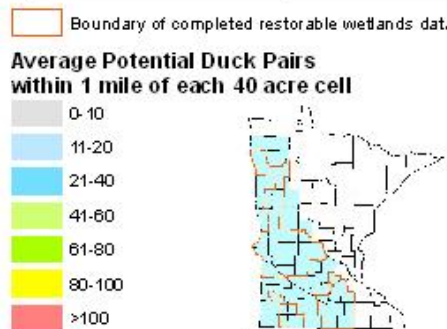 Boundary of completed restorable wetlands dat
Average Potential Duck Pairs
within 1 mile of each 40 acre cell
0-10
11-20
21-40
41-60
61-80
80-100
>100